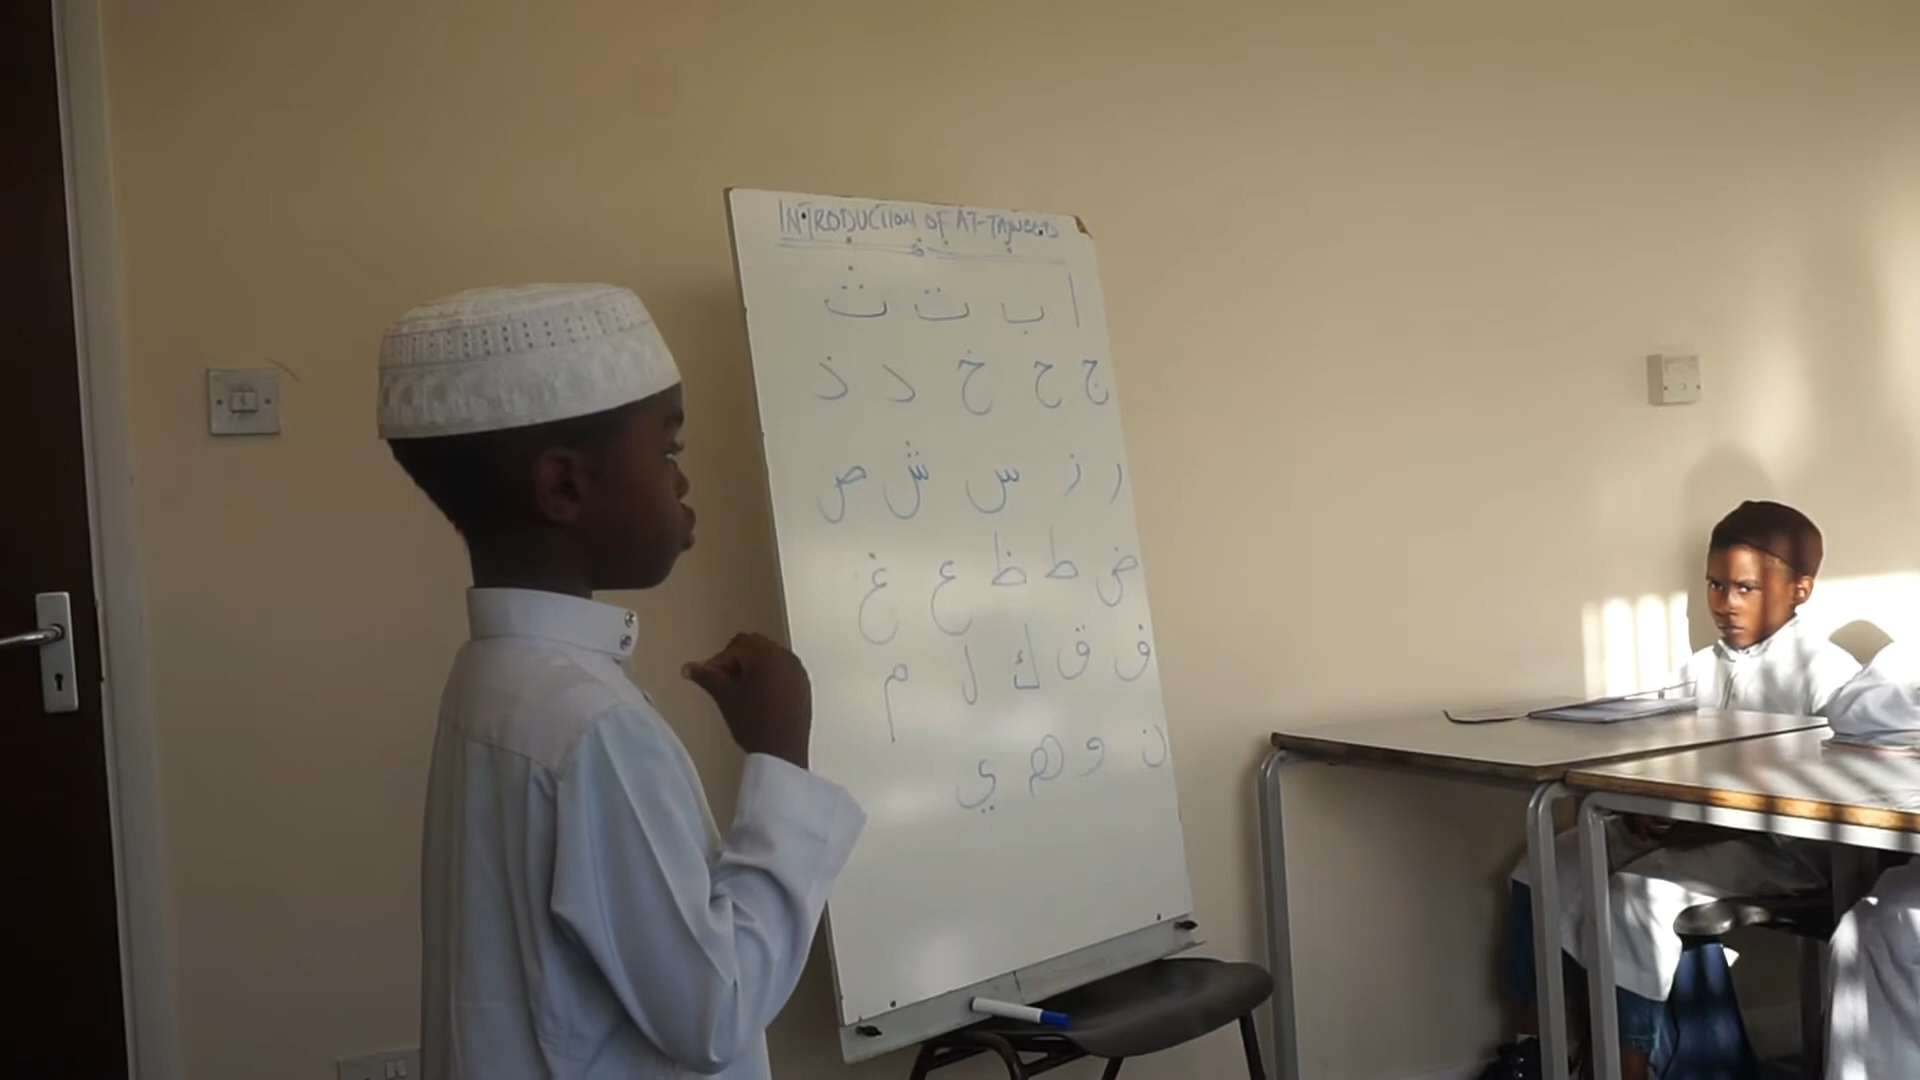 INTRODUCTION OF AT-TAJWEED
ا ب ت ث
ج ح خ د ذ
ر ز س ش ص
ض ط ظ ع غ
ف ق ك ل م
ن و ه ي